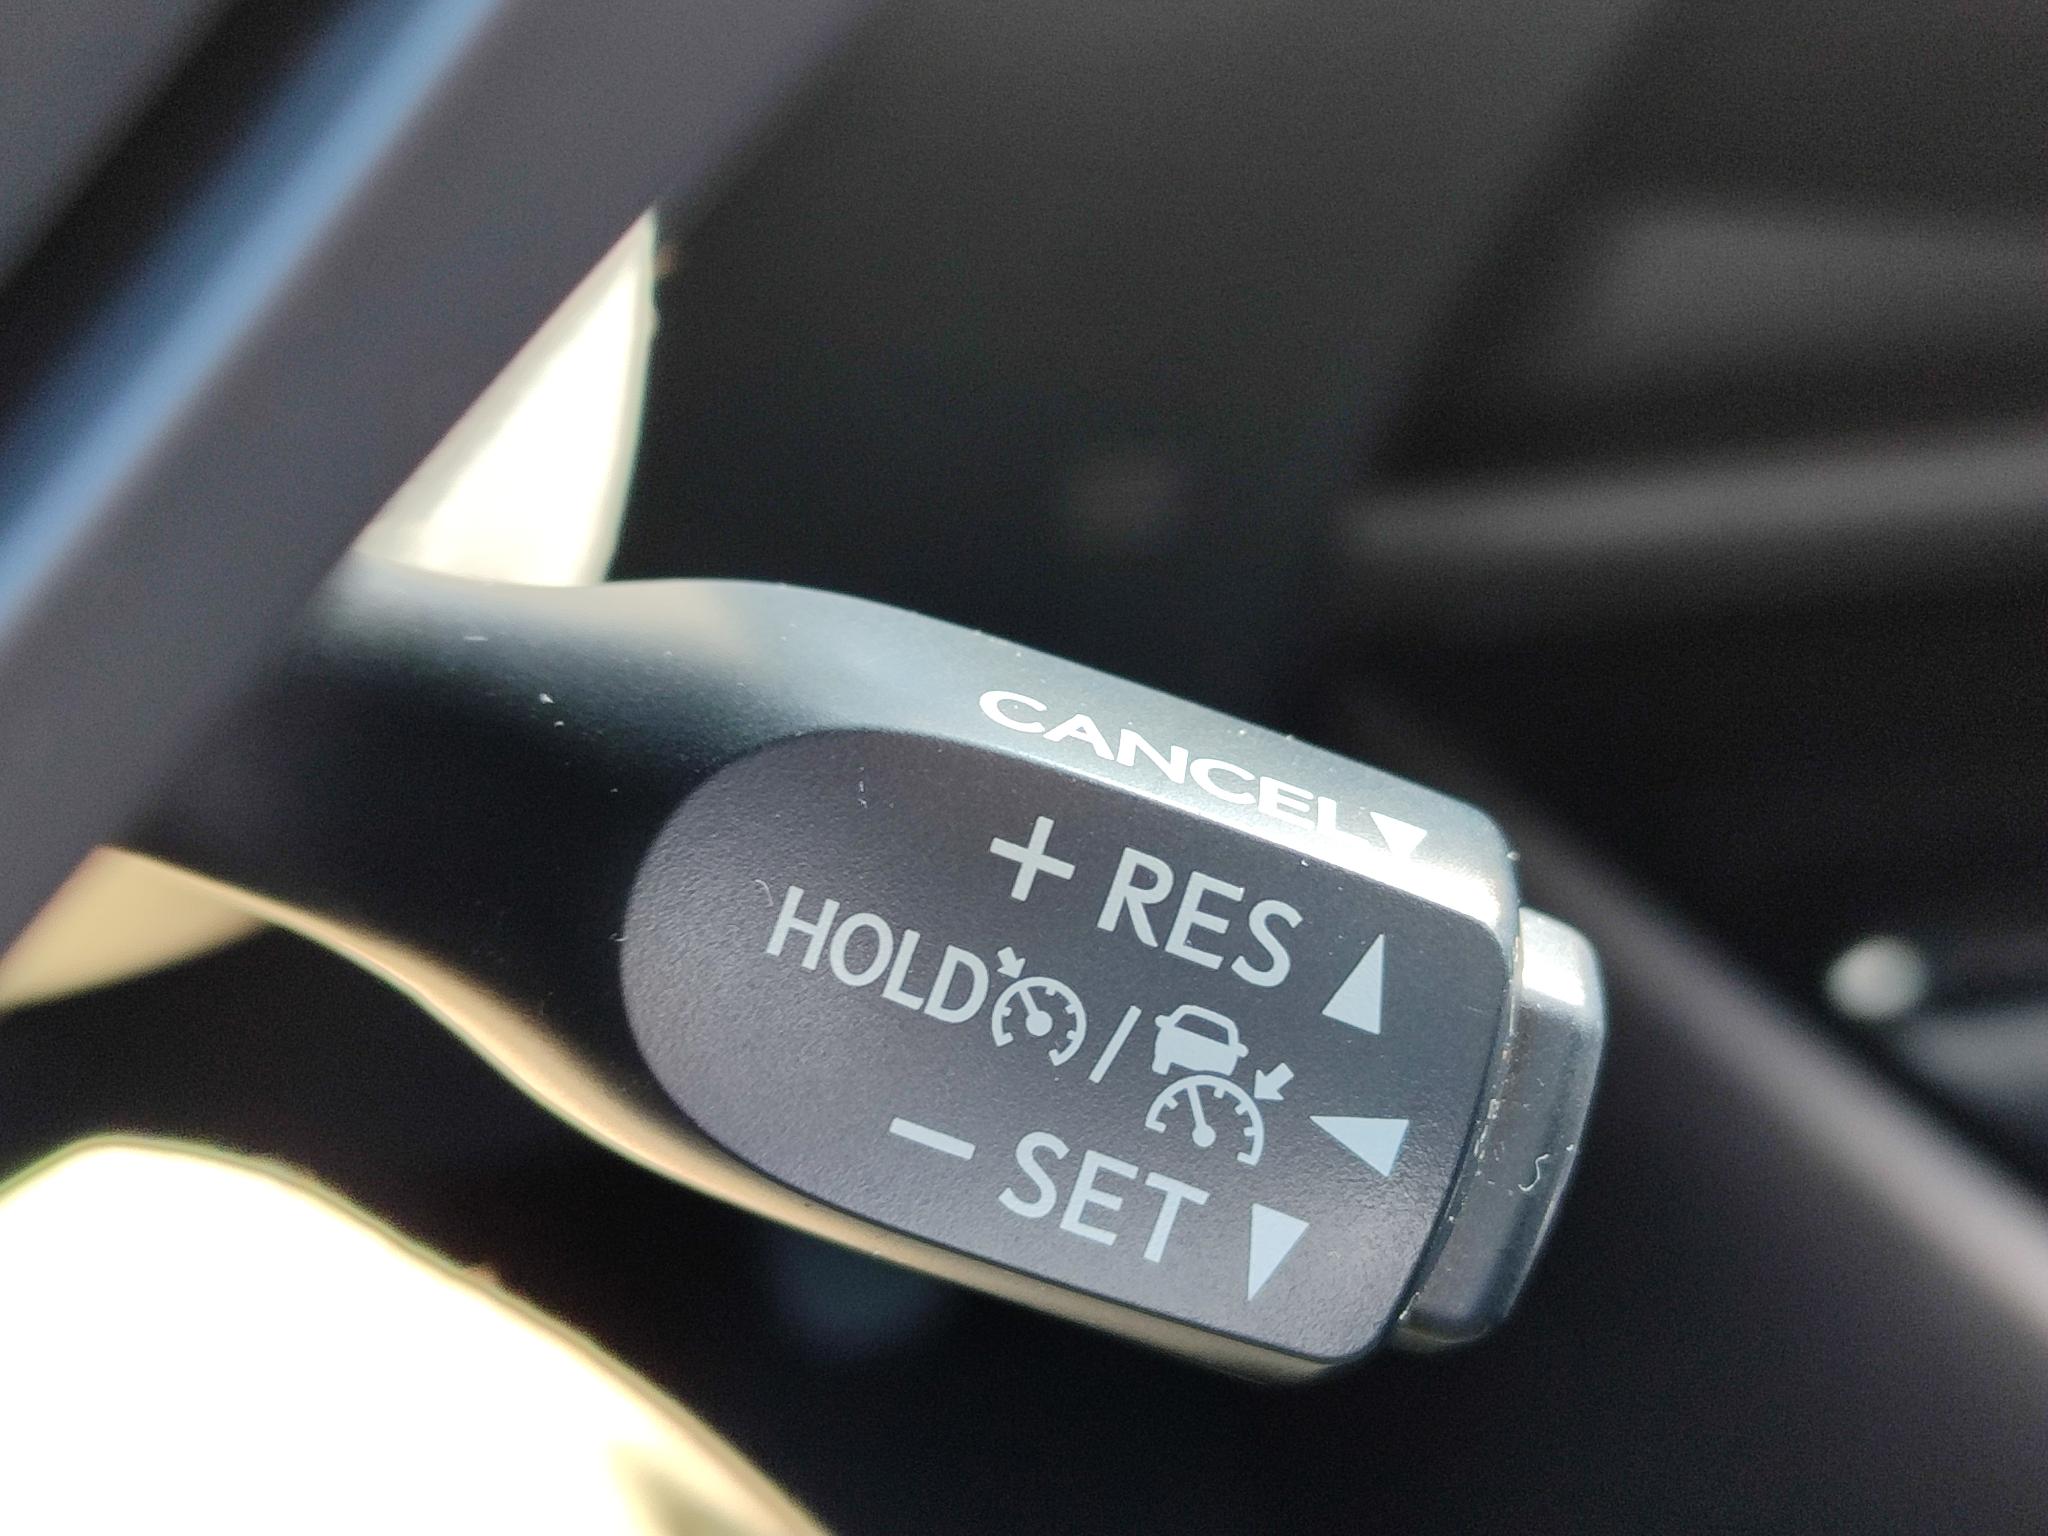 CANCEL
+ RES
HOLD /
− SET